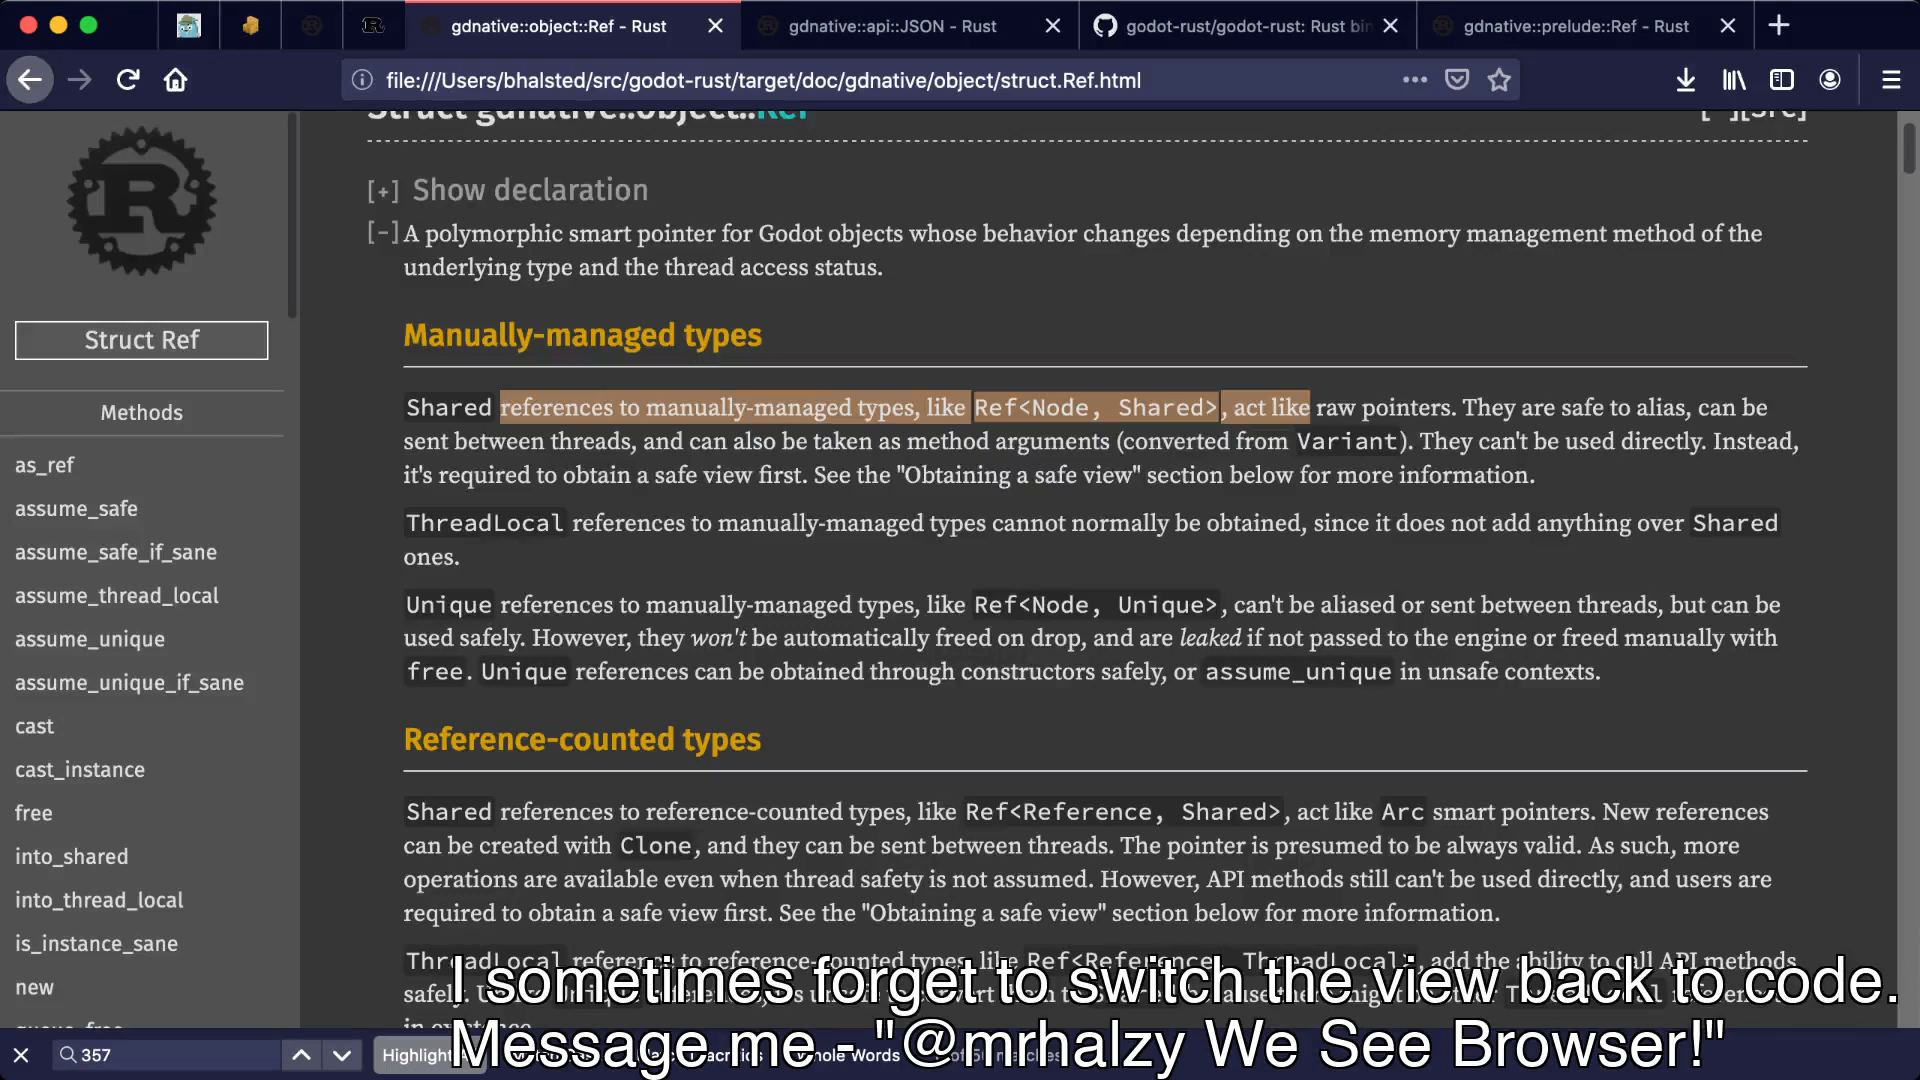 gdnative::object::Ref - Rust
gdnative::api::JSON - Rust
godot-rust/godot-rust: Rust bin
gdnative::prelude::Ref - Rust
file:///Users/bhalsted/src/godot-rust/target/doc/gdnative/object/struct.Ref.html
Struct gdnative::object::Ref
[-][src]
[+] Show declaration
[-] A polymorphic smart pointer for Godot objects whose behavior changes depending on the memory management method of the
underlying type and the thread access status.
Manually-managed types
Shared references to manually-managed types, like Ref<Node, Shared>, act like raw pointers. They are safe to alias, can be
sent between threads, and can also be taken as method arguments (converted from Variant). They can't be used directly. Instead,
it's required to obtain a safe view first. See the "Obtaining a safe view" section below for more information.
ThreadLocal references to manually-managed types cannot normally be obtained, since it does not add anything over Shared
ones.
Unique references to manually-managed types, like Ref<Node, Unique>, can't be aliased or sent between threads, but can be
used safely. However, they won't be automatically freed on drop, and are leaked if not passed to the engine or freed manually with
free. Unique references can be obtained through constructors safely, or assume_unique in unsafe contexts.
Reference-counted types
Shared references to reference-counted types, like Ref<Reference, Shared>, act like Arc smart pointers. New references
can be created with Clone, and they can be sent between threads. The pointer is presumed to be always valid. As such, more
operations are available even when thread safety is not assumed. However, API methods still can't be used directly, and users are
required to obtain a safe view first. See the "Obtaining a safe view" section below for more information.
ThreadLocal reference to reference-counted types, like Ref<Reference, ThreadLocal>, add the ability to call API methods
safely.
in existence.
R
Struct Ref
Methods
as_ref
assume_safe
assume_safe_if_sane
assume_thread_local
assume_unique
assume_unique_if_sane
cast
cast_instance
free
into_shared
into_thread_local
is_instance_sane
new
queue_free
I sometimes forget to switch the view back to code.
Message me - "@mrhalzy We See Browser!"
357
Highlight
Whole Words